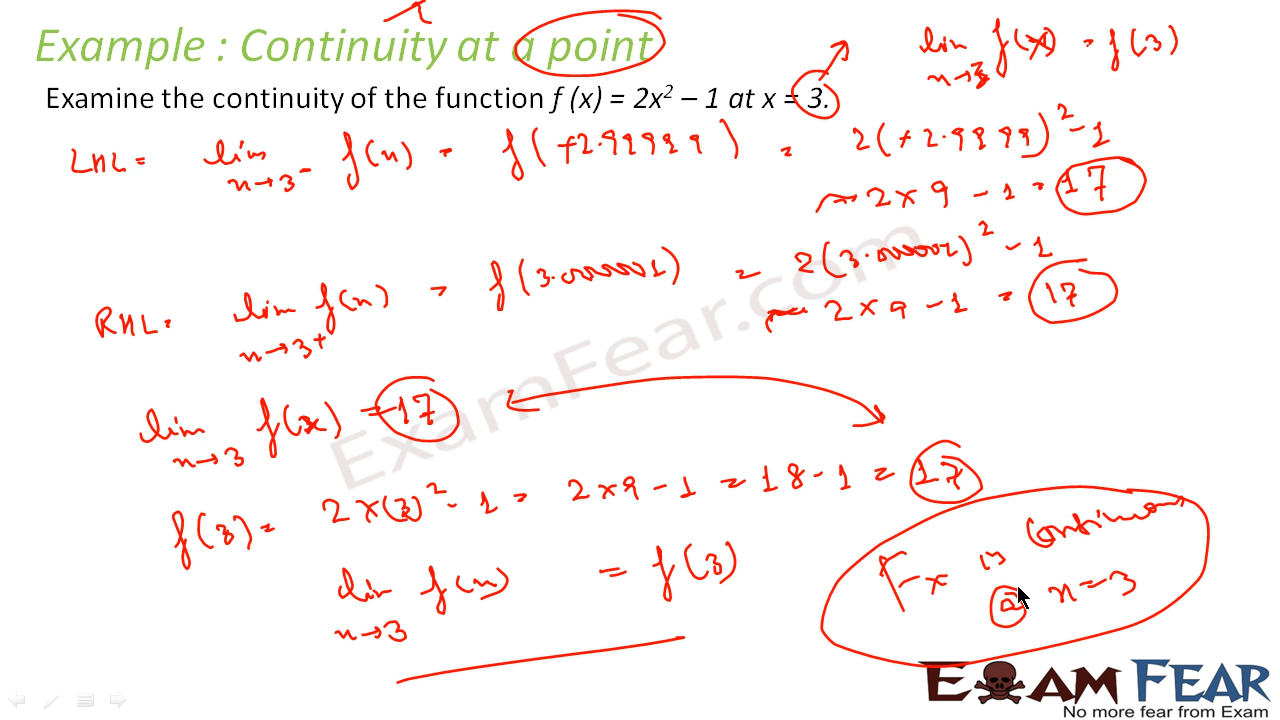 Example : Continuity at a point
lim f(x) = f(3)
n→3
Examine the continuity of the function f (x) = 2x² – 1 at x = 3.
LHL = lim f(n) = f(+2.99999) = 2(+2.9999)² - 1
n→3-
~ 2 x 9 - 1 = 17
RHL = lim f(n) = f(3.000001) = 2(3.00001)² - 1
n→3+
~ 2 x 9 - 1 = 17
lim f(x) = 17
n→3
f(3) = 2 x (3)² - 1 = 2 x 9 - 1 = 18 - 1 = 17
lim f(n) = f(3)
n→3
Fx is continuous
@ n = 3
ExamFear.com
EXAM FEAR
No more fear from Exam